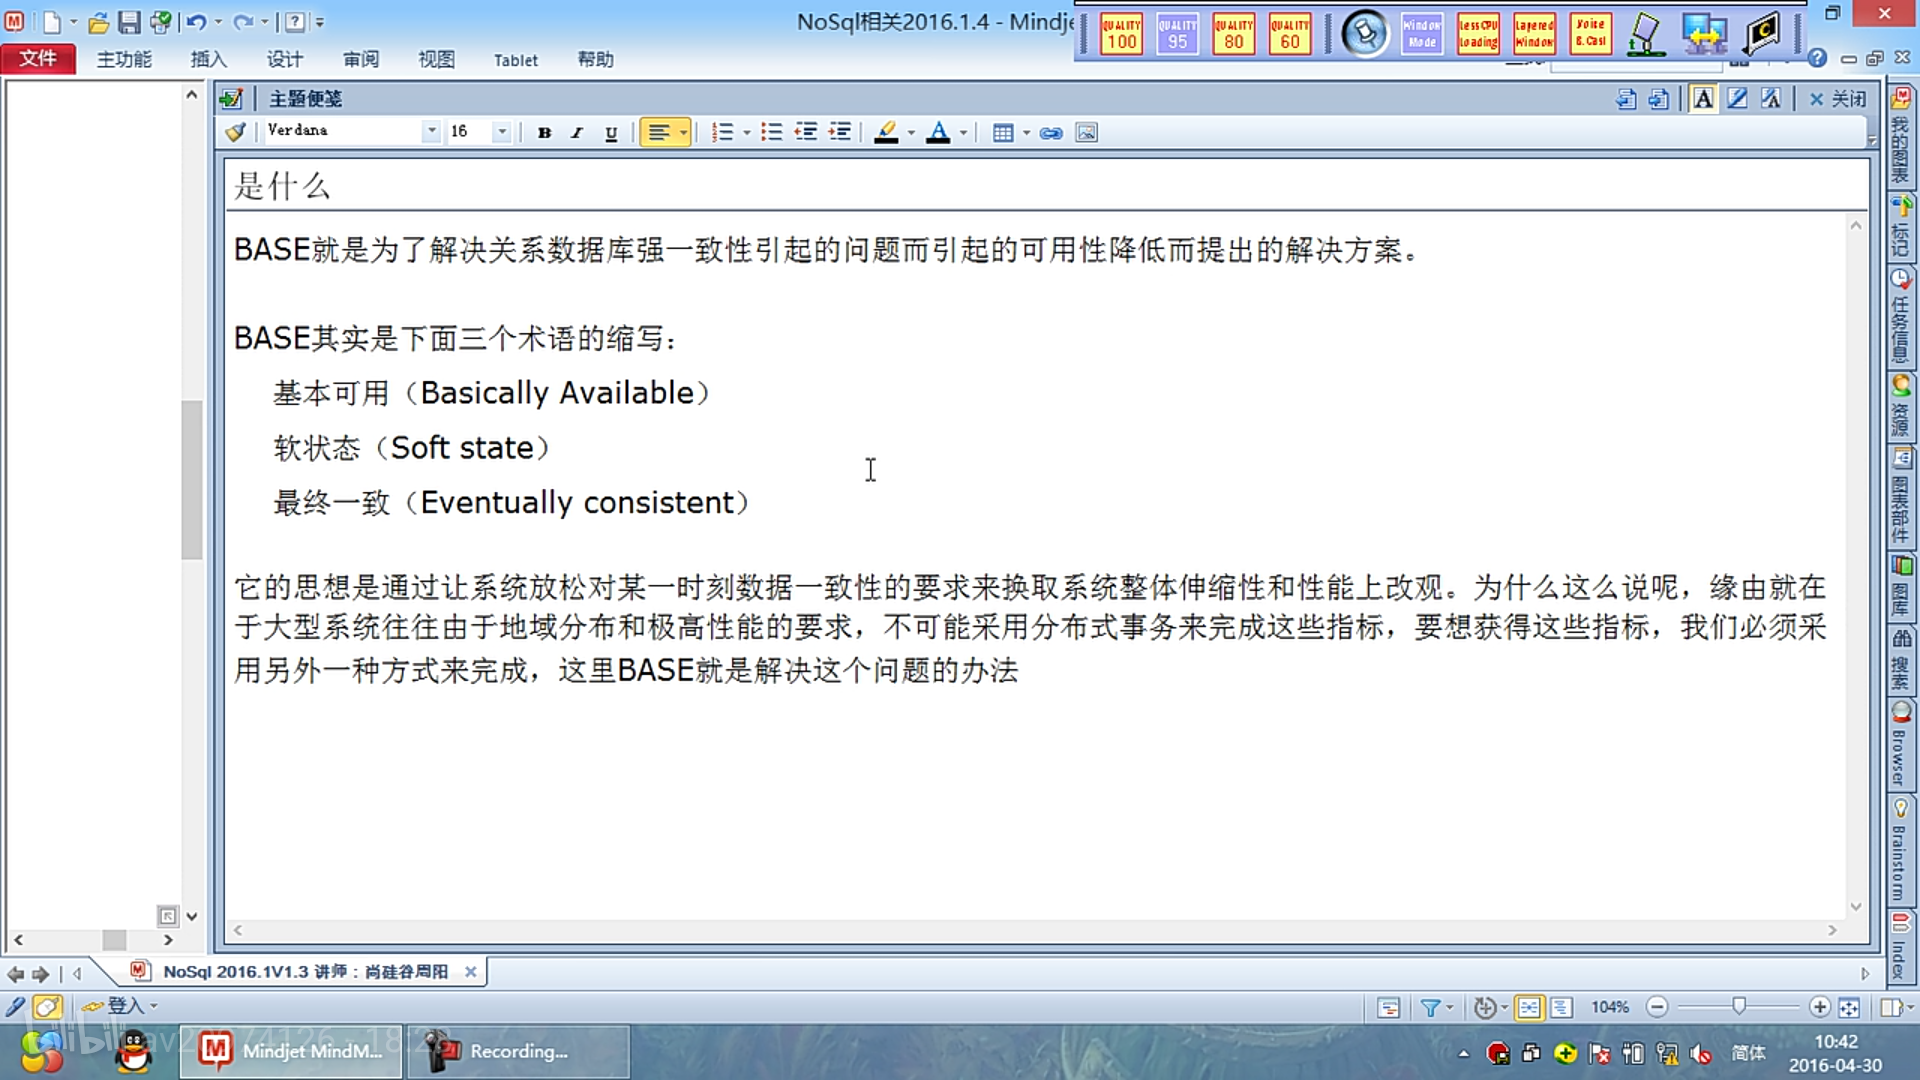 NoSql相关2016.1.4 - Mindje
QUALITY 100
QUALITY 95
QUALITY 80
QUALITY 60
Window Mode
LessCPU Loading
Layered Window
Voice B.Cast
文件 主功能 插入 设计 审阅 视图 Tablet 帮助
主题便笺
关闭
Verdana 16 B I U
是什么
BASE就是为了解决关系数据库强一致性引起的问题而引起的可用性降低而提出的解决方案。
BASE其实是下面三个术语的缩写：
基本可用（Basically Available）
软状态（Soft state）
最终一致（Eventually consistent）
它的思想是通过让系统放松对某一时刻数据一致性的要求来换取系统整体伸缩性和性能上改观。为什么这么说呢，缘由就在
于大型系统往往由于地域分布和极高性能的要求，不可能采用分布式事务来完成这些指标，要想获得这些指标，我们必须采
用另外一种方式来完成，这里BASE就是解决这个问题的办法
我的图表
标记
任务信息
资源
图表部件
图库
搜索
Browser
Brainstorm
Index
NoSql 2016.1V1.3 讲师：尚硅谷周阳
登入
104%
bilibili
Mindjet MindM...
Recording...
简体
10:42
2016-04-30